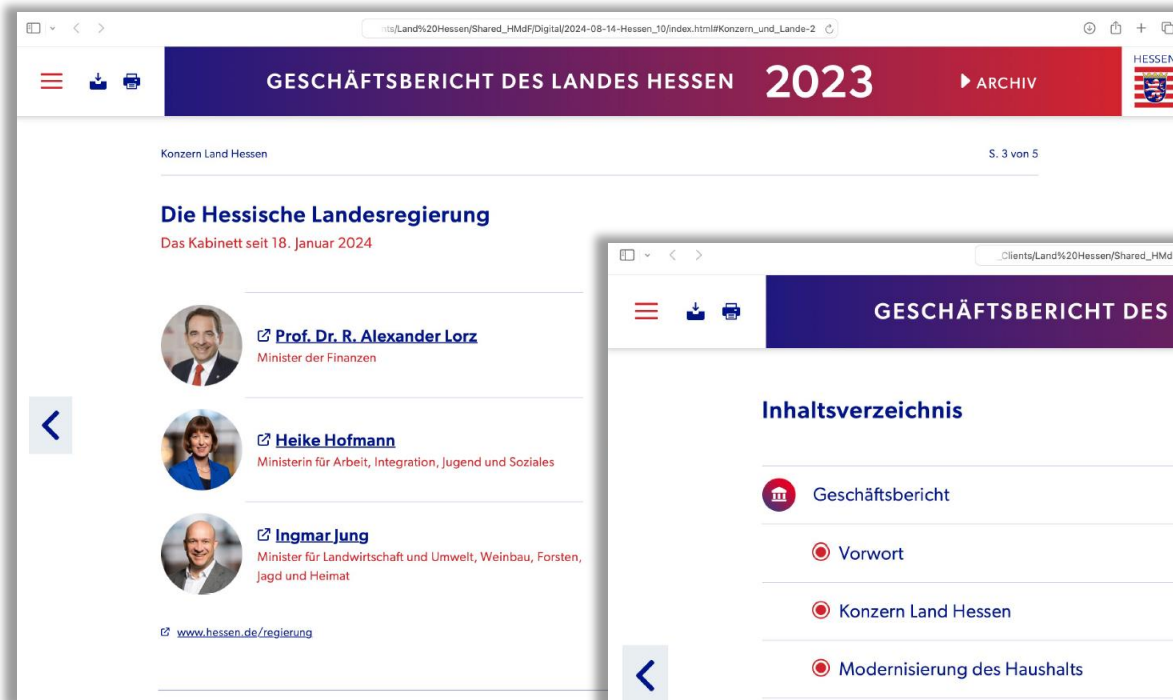 nts/Land%20Hessen/Shared_HMdF/Digital/2024-08-14-Hessen_10/index.html#Konzern_und_Lande-2
GESCHÄFTSBERICHT DES LANDES HESSEN 2023
ARCHIV
HESSEN
Konzern Land Hessen
S. 3 von 5
Die Hessische Landesregierung
Das Kabinett seit 18. Januar 2024
Prof. Dr. R. Alexander Lorz
Minister der Finanzen
Heike Hofmann
Ministerin für Arbeit, Integration, Jugend und Soziales
Ingmar Jung
Minister für Landwirtschaft und Umwelt, Weinbau, Forsten,
Jagd und Heimat
www.hessen.de/regierung
_Clients/Land%20Hessen/Shared_HMd
GESCHÄFTSBERICHT DES
Inhaltsverzeichnis
Geschäftsbericht
Vorwort
Konzern Land Hessen
Modernisierung des Haushalts